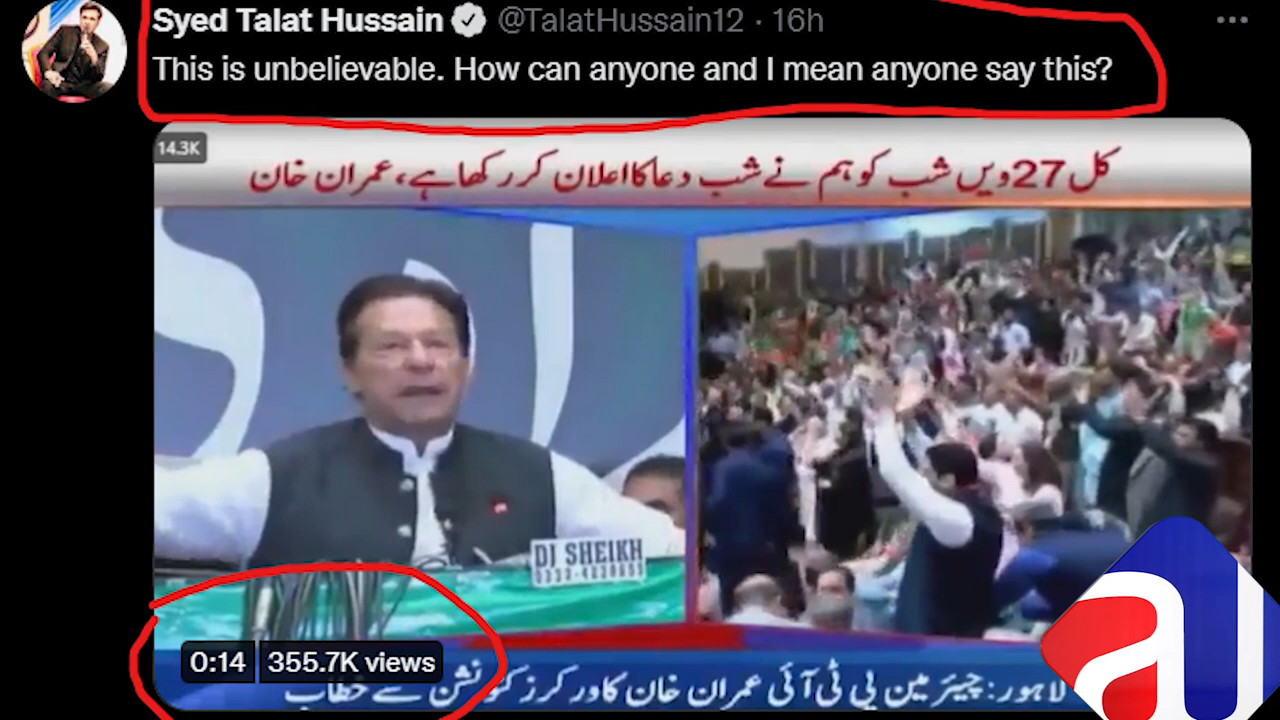 Syed Talat Hussain @TalatHussain12 · 16h
This is unbelievable. How can anyone and I mean anyone say this?
14.3K
کل 27ویں شب کو ہم نے شب دعا کا اعلان کر رکھا ہے، عمران خان
DJ SHEIKH
0:14 355.7K views
لاہور: چیئرمین پی ٹی آئی عمران خان کا ورکرز کنونشن سے خطاب
al